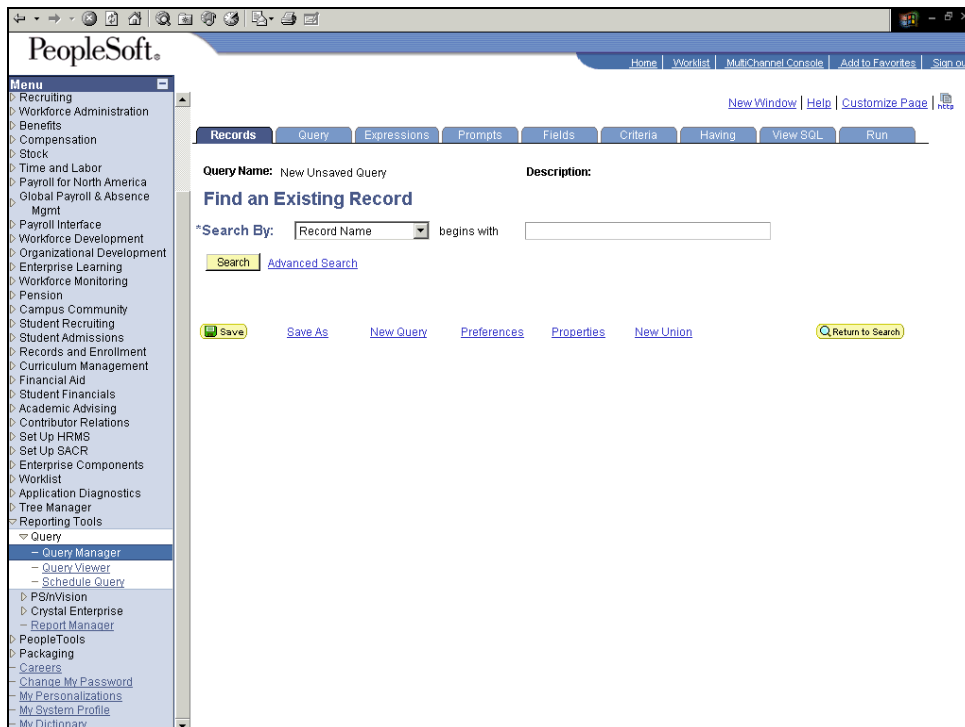 PeopleSoft®
Home | Worklist | MultiChannel Console | Add to Favorites | Sign ou
Menu
Recruiting
Workforce Administration
Benefits
Compensation
Stock
Time and Labor
Payroll for North America
Global Payroll & Absence
Mgmt
Payroll Interface
Workforce Development
Organizational Development
Enterprise Learning
Workforce Monitoring
Pension
Campus Community
Student Recruiting
Student Admissions
Records and Enrollment
Curriculum Management
Financial Aid
Student Financials
Academic Advising
Contributor Relations
Set Up HRMS
Set Up SACR
Enterprise Components
Worklist
Application Diagnostics
Tree Manager
Reporting Tools
Query
– Query Manager
– Query Viewer
– Schedule Query
PS/nVision
Crystal Enterprise
– Report Manager
PeopleTools
Packaging
– Careers
– Change My Password
– My Personalizations
– My System Profile
– My Dictionary
New Window | Help | Customize Page | http
Records Query Expressions Prompts Fields Criteria Having View SQL Run
Query Name: New Unsaved Query Description:
Find an Existing Record
*Search By: Record Name begins with
Search Advanced Search
Save Save As New Query Preferences Properties New Union Return to Search